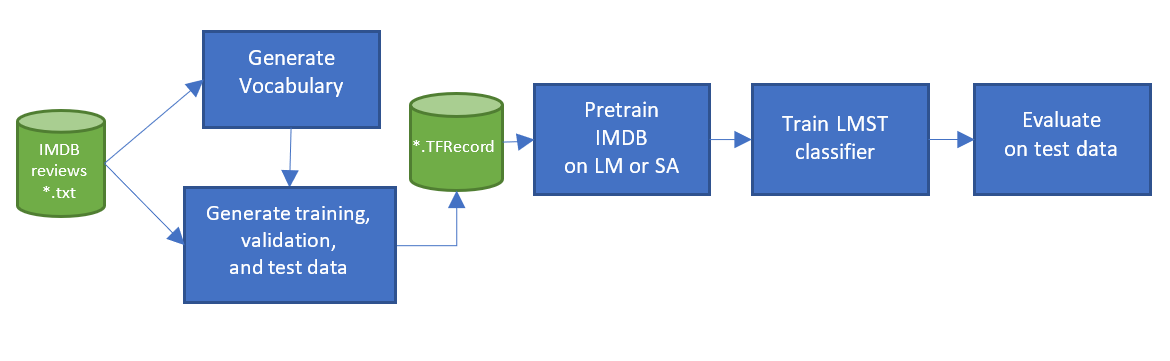 IMDB
reviews
*.txt
Generate
Vocabulary
Generate training,
validation,
and test data
*.TFRecord
Pretrain
IMDB
on LM or SA
Train LMST
classifier
Evaluate
on test data